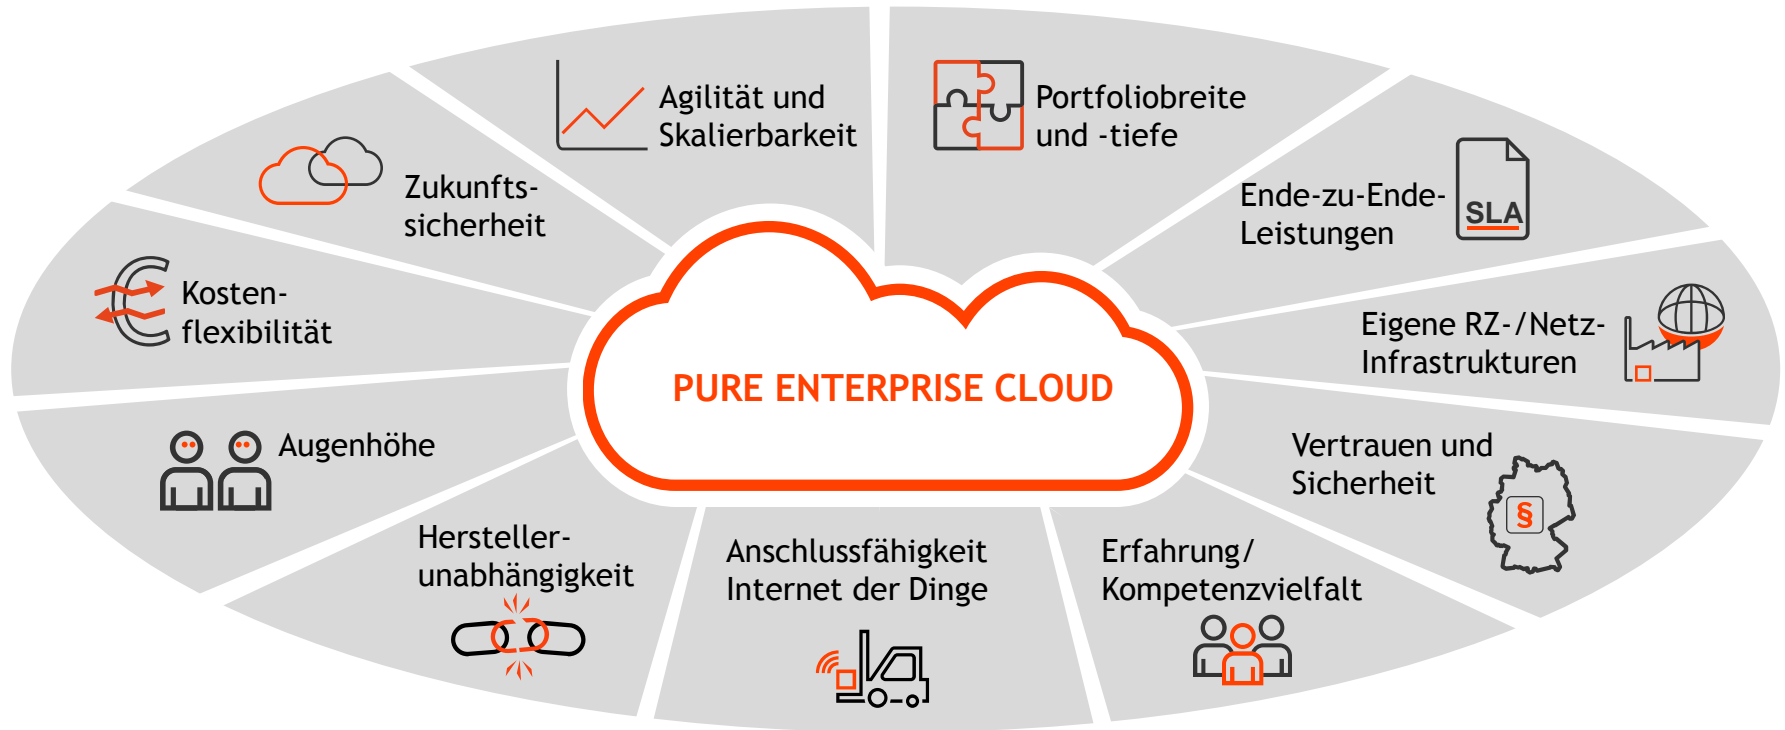 Agilität und
Skalierbarkeit
Portfoliobreite
und -tiefe
Zukunfts-
sicherheit
Ende-zu-Ende-
Leistungen
SLA
Kosten-
flexibilität
Eigene RZ-/Netz-
Infrastrukturen
PURE ENTERPRISE CLOUD
Augenhöhe
Vertrauen und
Sicherheit
§
Hersteller-
unabhängigkeit
Anschlussfähigkeit
Internet der Dinge
Erfahrung/
Kompetenzvielfalt